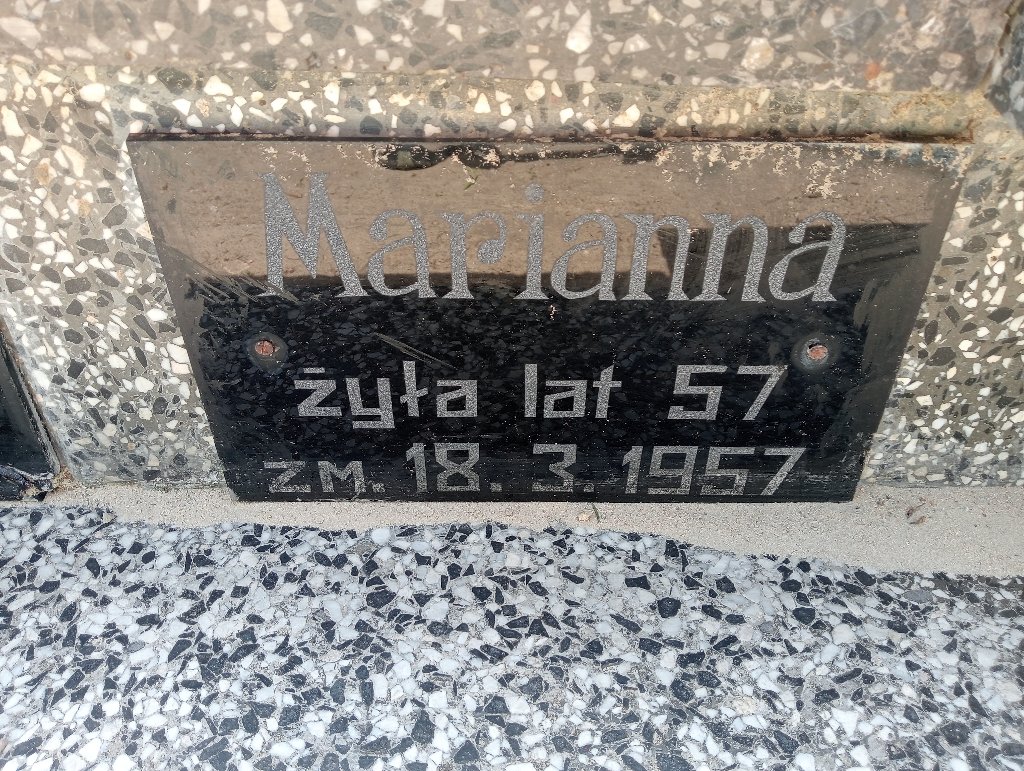 Marianna
żyła lat 57
zm. 18. 3. 1957